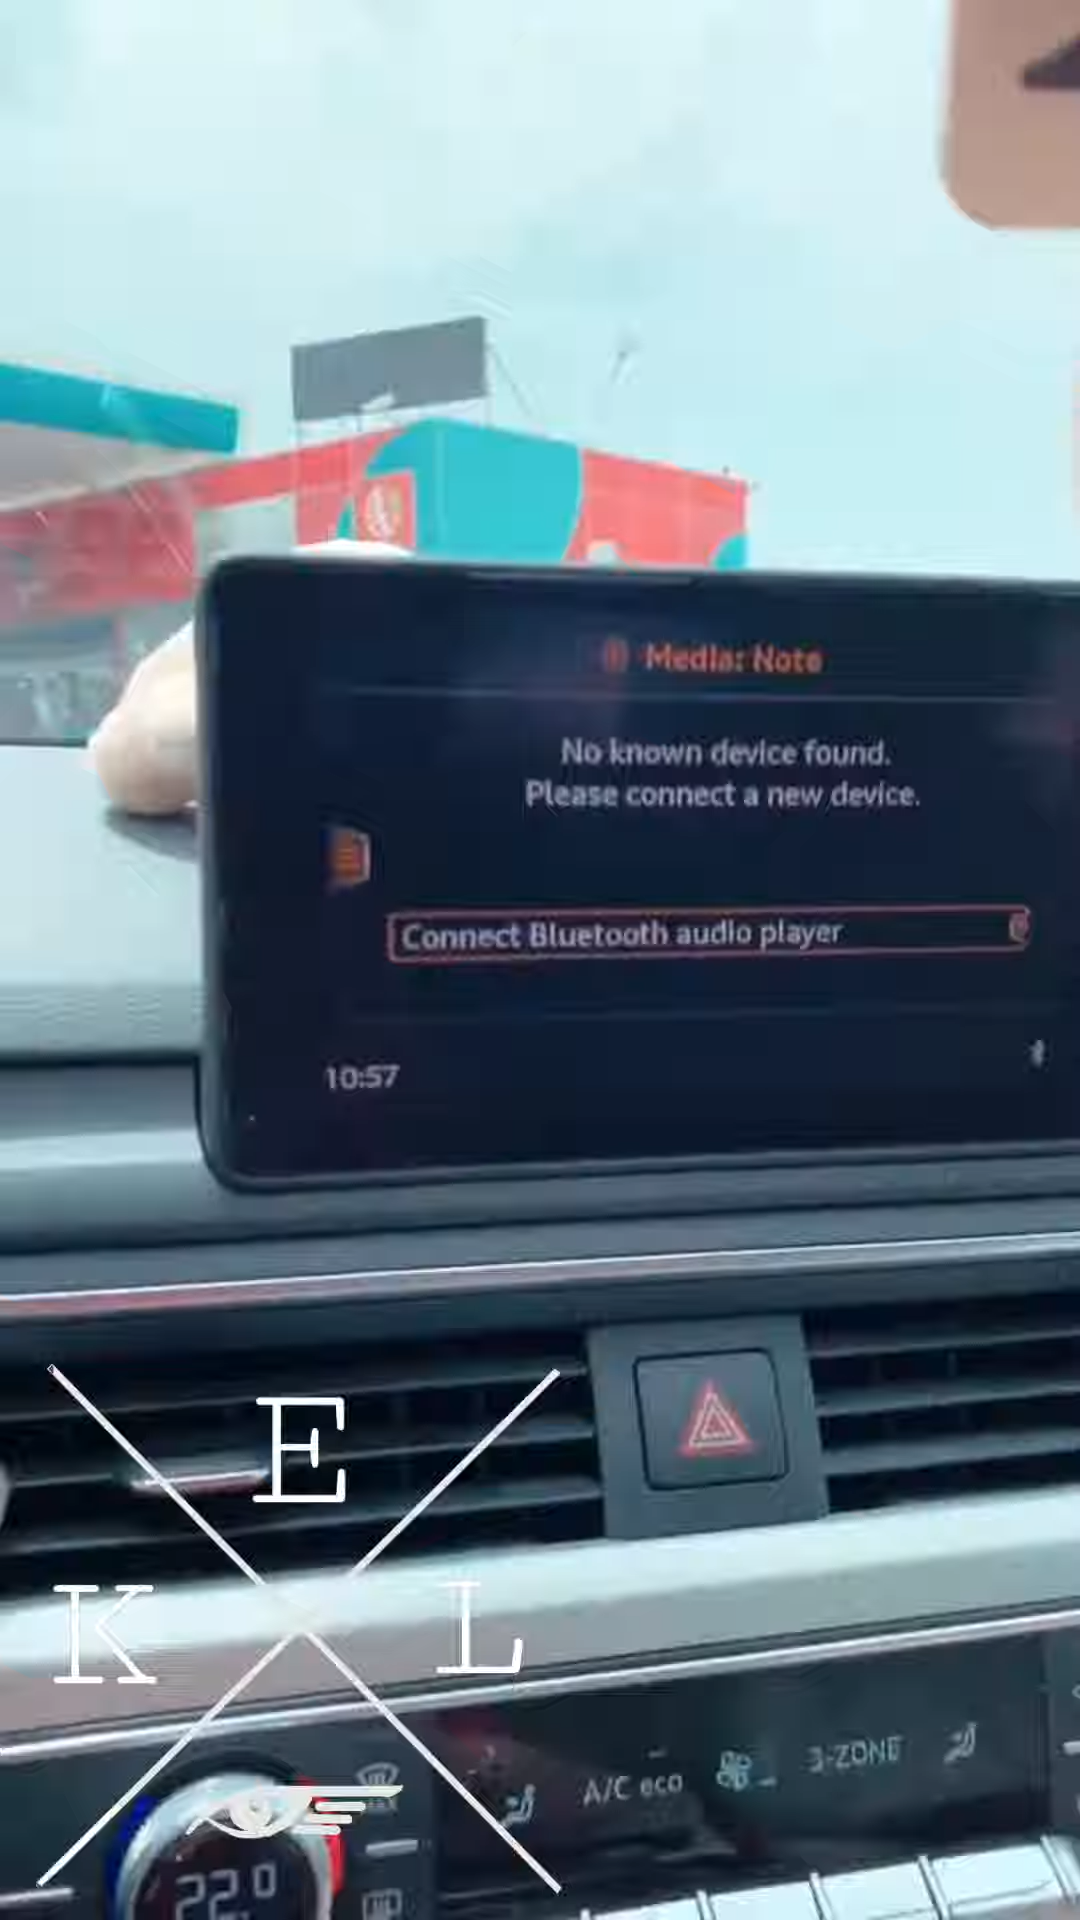 Media: Note
No known device found.
Please connect a new device.
Connect Bluetooth audio player
10:57
E
K L
A/C eco
3-ZONE
22.0